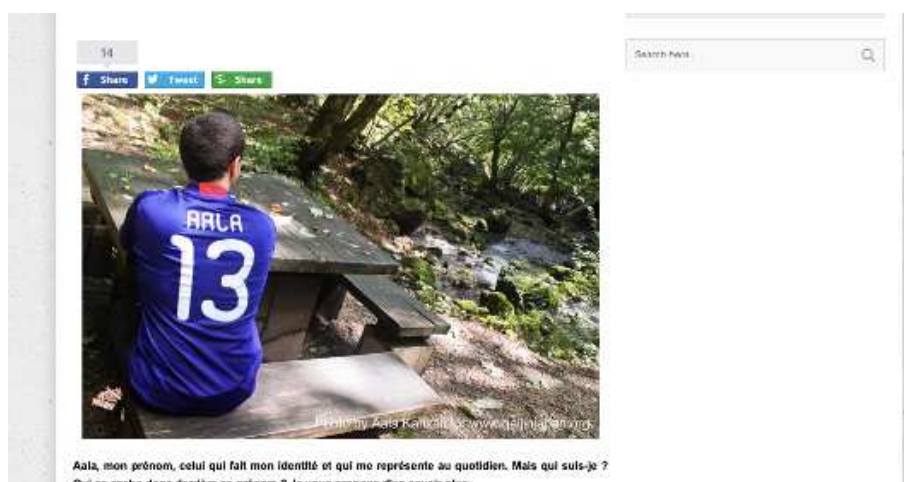 14
Search here
Share
Tweet
Share
AALA
13
Photo by Aala
Aala, mon prénom, celui qui fait mon identité et qui me représente au quotidien. Mais qui suis-je ?